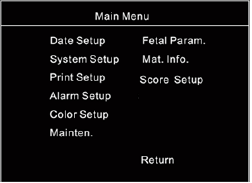 Main Menu
Date Setup
System Setup
Print Setup
Alarm Setup
Color Setup
Mainten.
Fetal Param.
Mat. Info.
Score Setup
Return